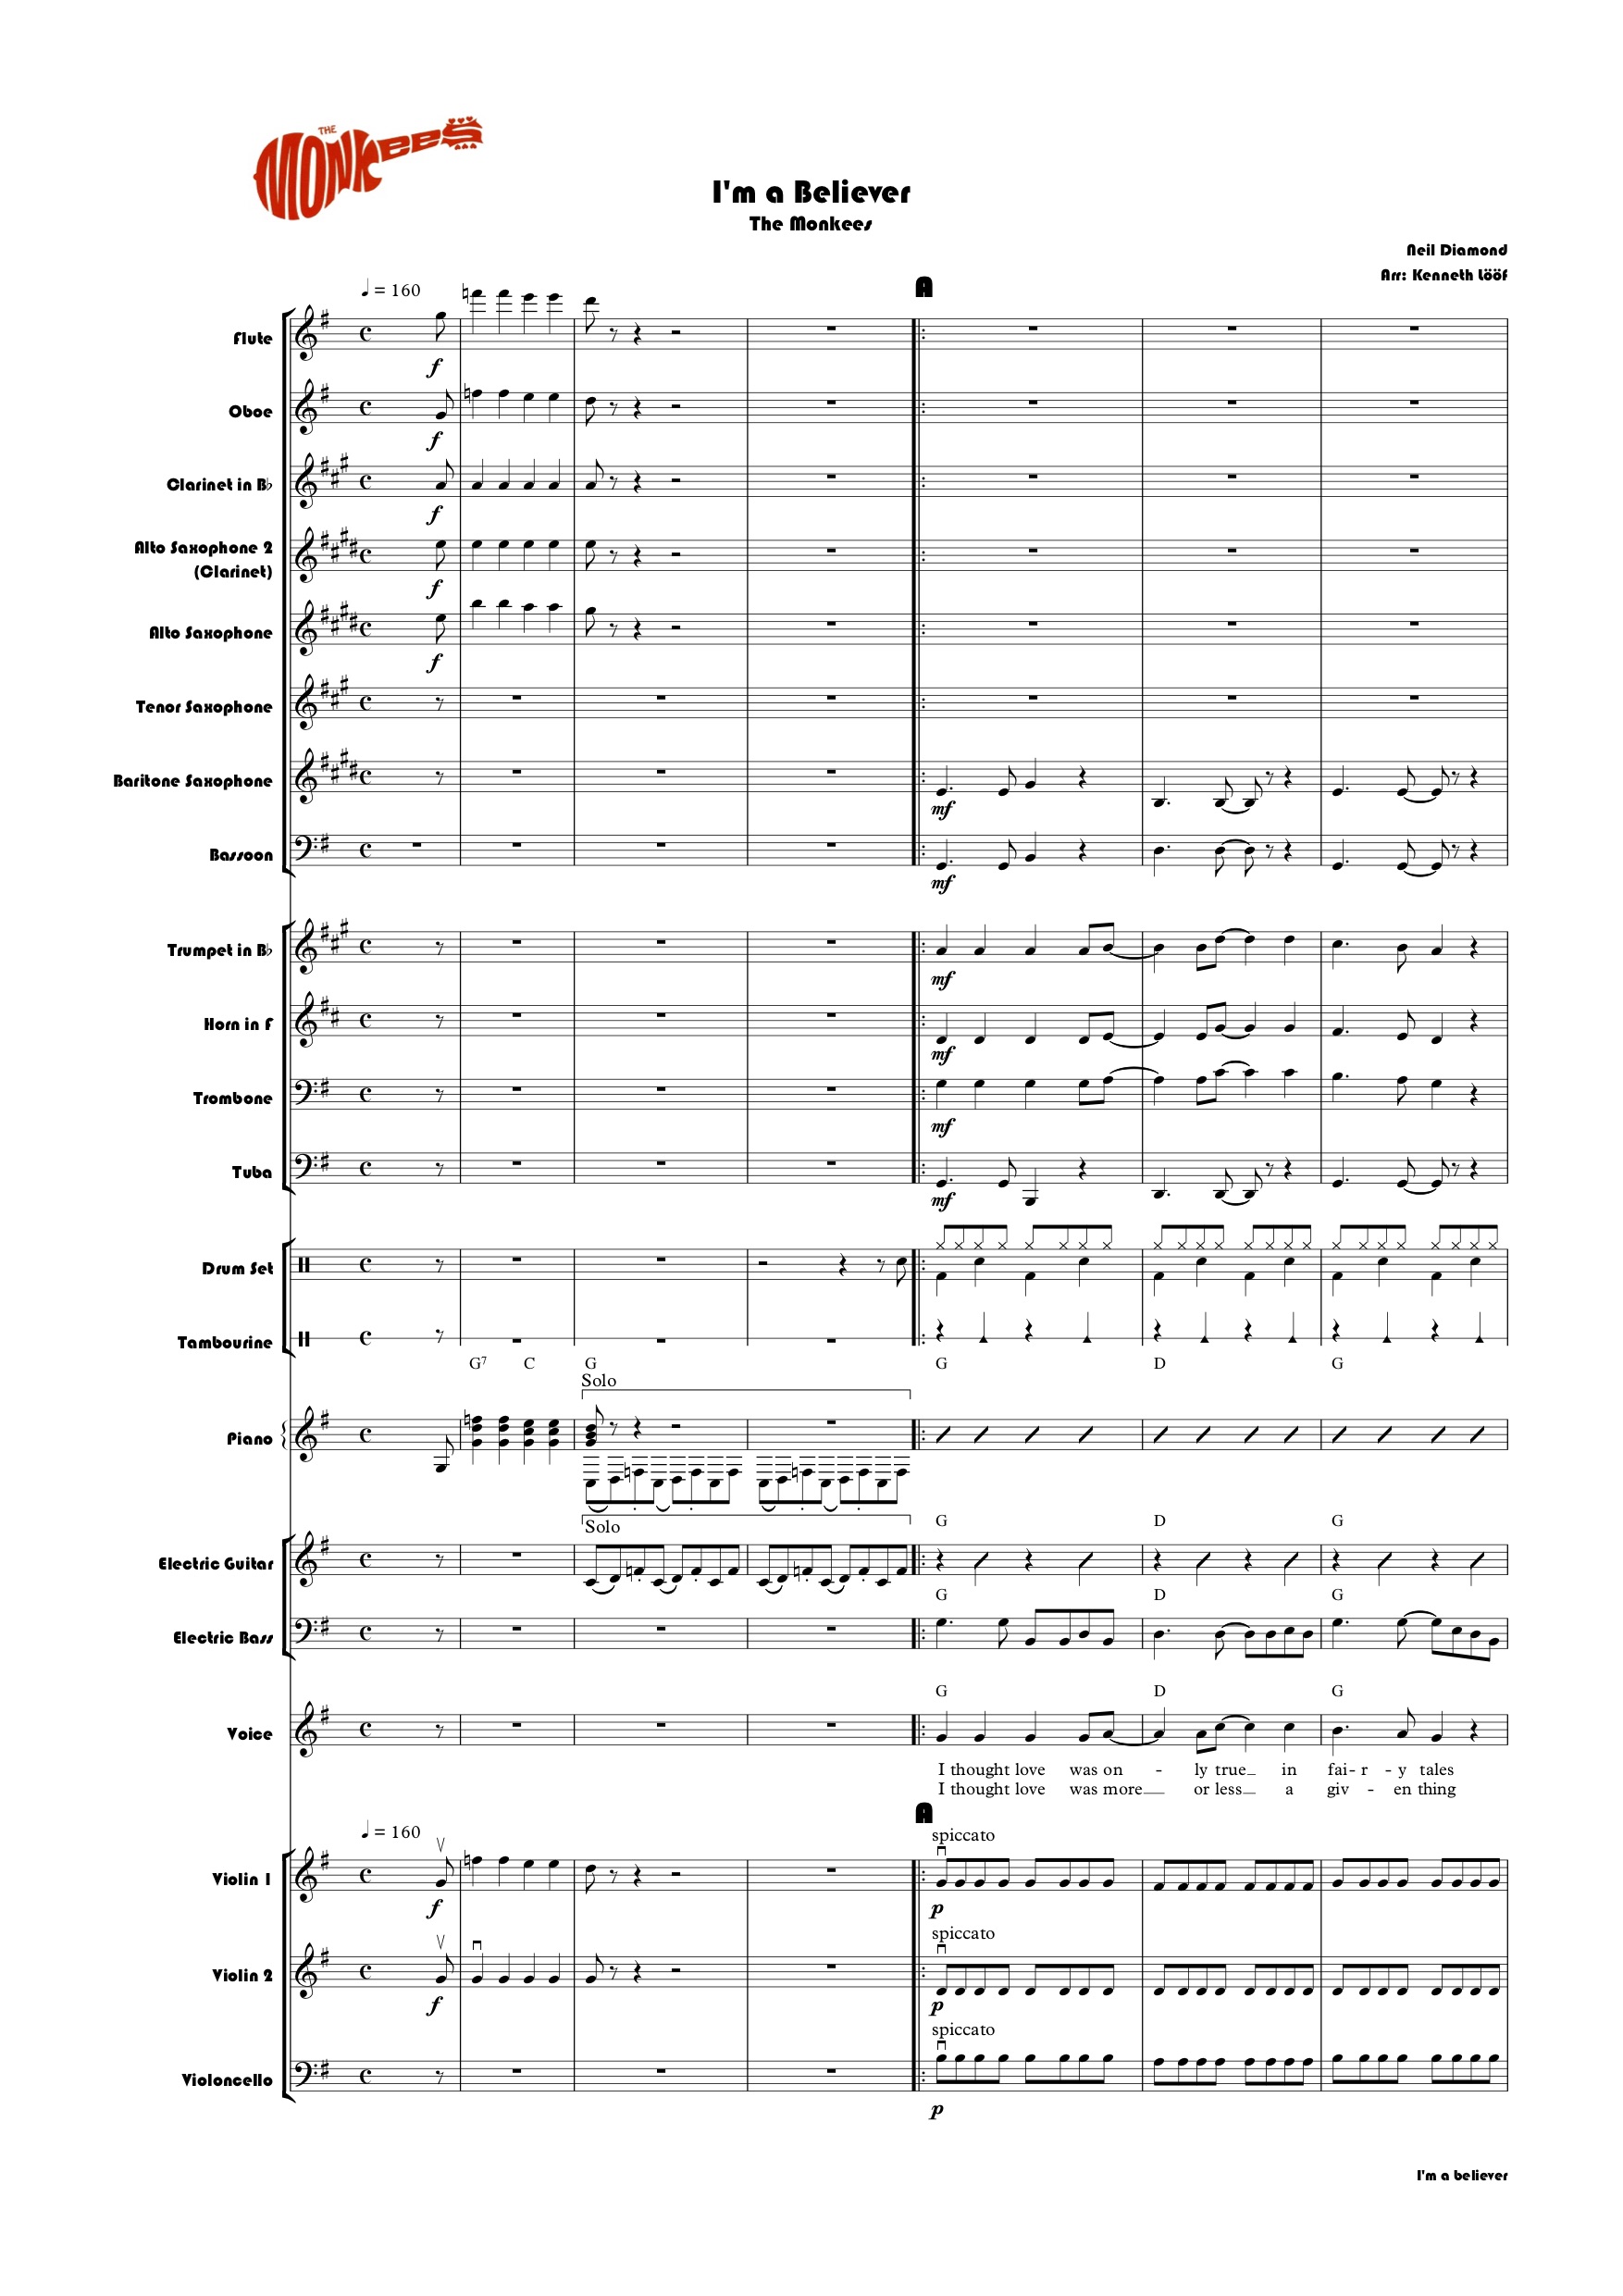 THE MONKEES
I'm a Believer
The Monkees
Neil Diamond
Arr: Kenneth Lööf
♩ = 160
A
Flute
f
Oboe
f
Clarinet in B♭
f
Alto Saxophone 2
(Clarinet)
f
Alto Saxophone
f
Tenor Saxophone
Baritone Saxophone
mf
Bassoon
mf
Trumpet in B♭
mf
Horn in F
mf
Trombone
mf
Tuba
mf
Drum Set
Tambourine
G7 C G G D G
Solo
Piano
Solo
G D G
Electric Guitar
G D G
Electric Bass
G D G
Voice
I thought love was on - ly true_ in fai- r - y tales
I thought love was more__ or less_ a giv - en thing
A
♩ = 160
spiccato
Violin 1
f p
spiccato
Violin 2
f p
spiccato
Violoncello
p
I'm a believer